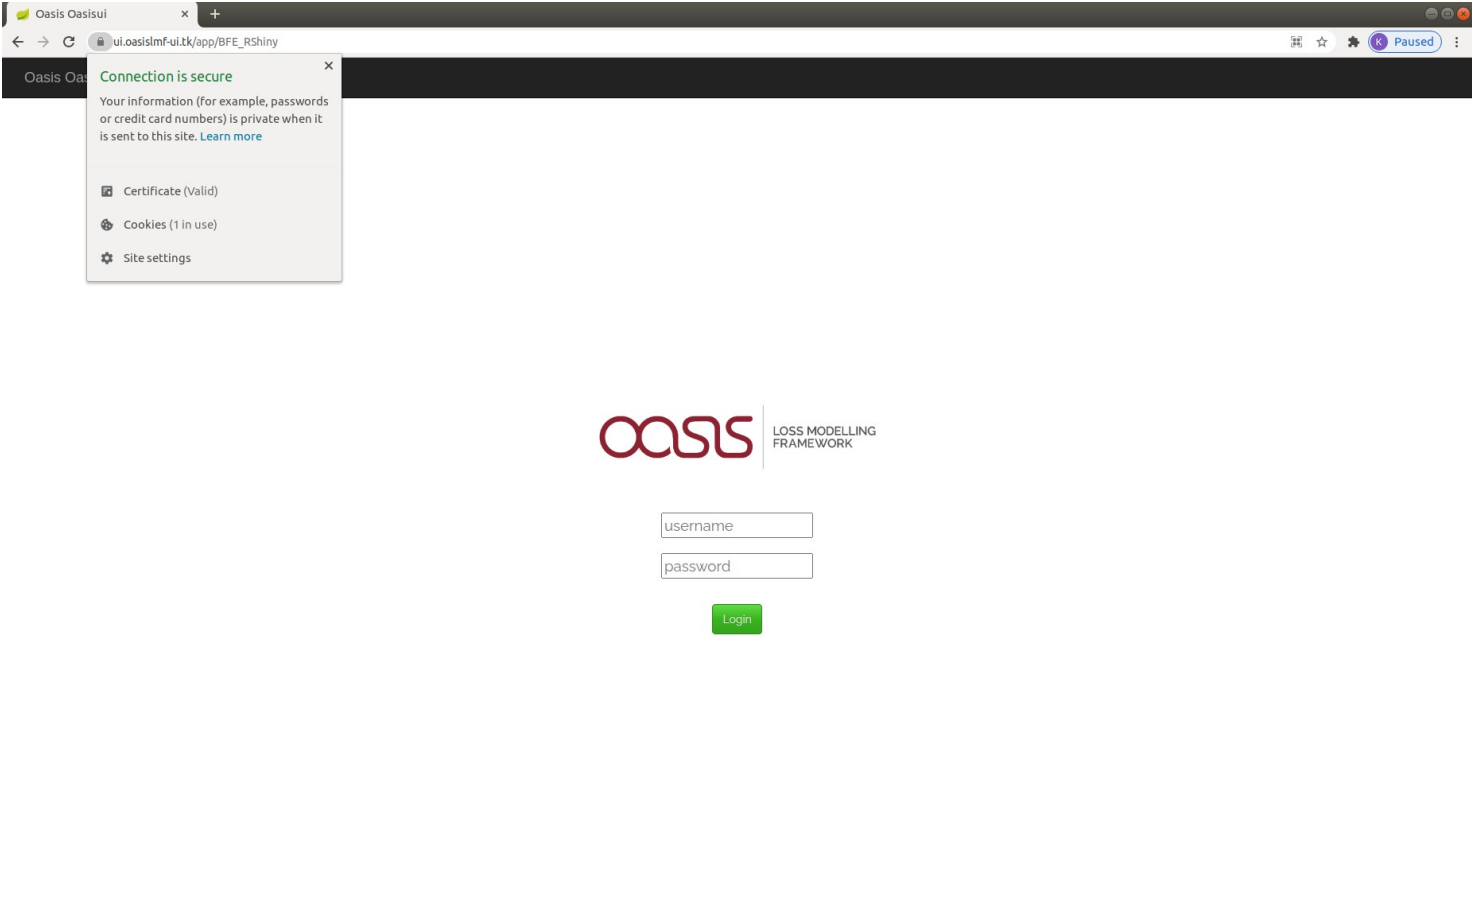 Oasis Oasisui
ui.oasislmf-ui.tk/app/BFE_RShiny
K Paused
Oasis Oas
Connection is secure
Your information (for example, passwords
or credit card numbers) is private when it
is sent to this site. Learn more
Certificate (Valid)
Cookies (1 in use)
Site settings
oasis
LOSS MODELLING
FRAMEWORK
username
password
Login